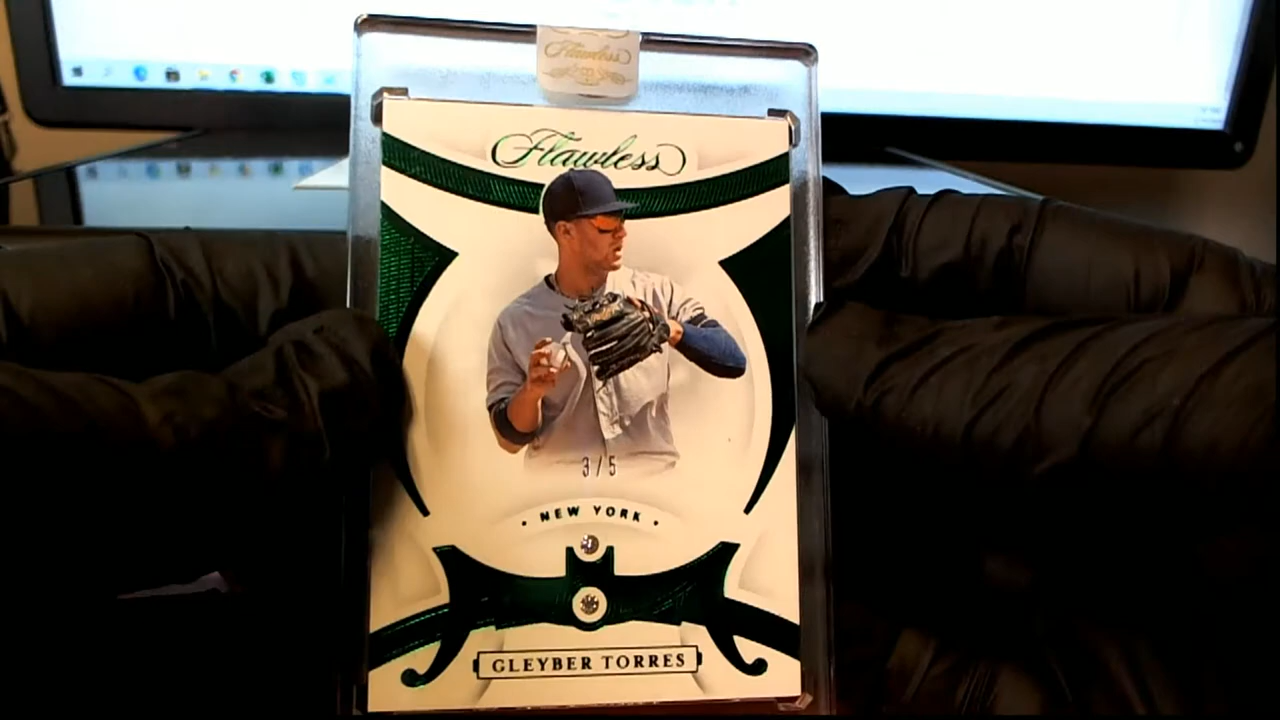 Flawless
Flawless
3/5
• NEW YORK •
GLEYBER TORRES